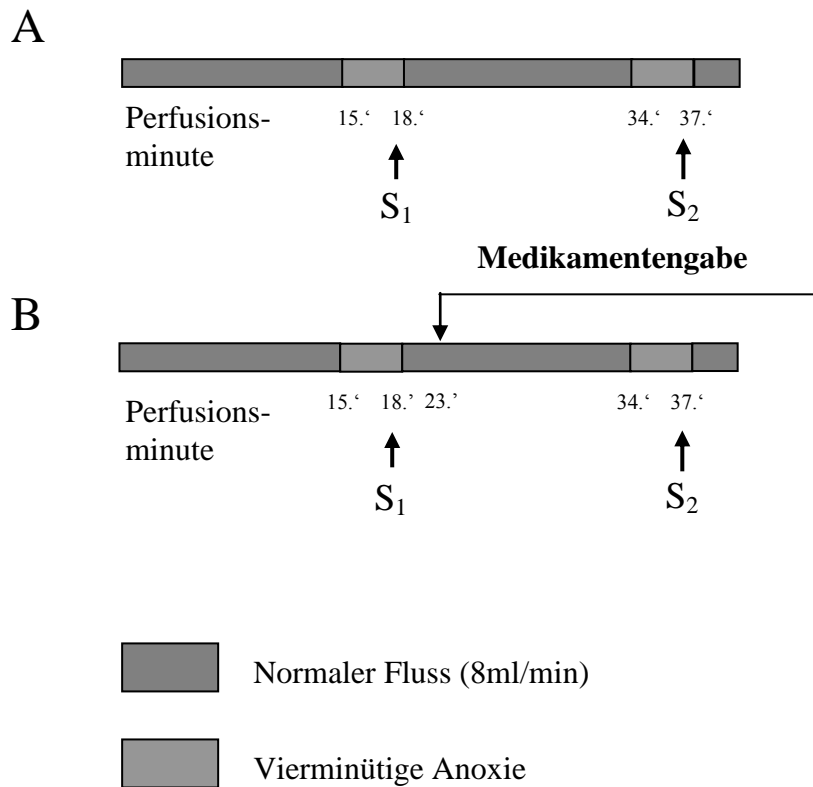 A
Perfusions-
minute
15.‘ 18.‘ 34.‘ 37.‘
S₁ S₂
Medikamentengabe
B
Perfusions-
minute
15.‘ 18.’ 23.’ 34.‘ 37.‘
S₁ S₂
Normaler Fluss (8ml/min)
Vierminütige Anoxie